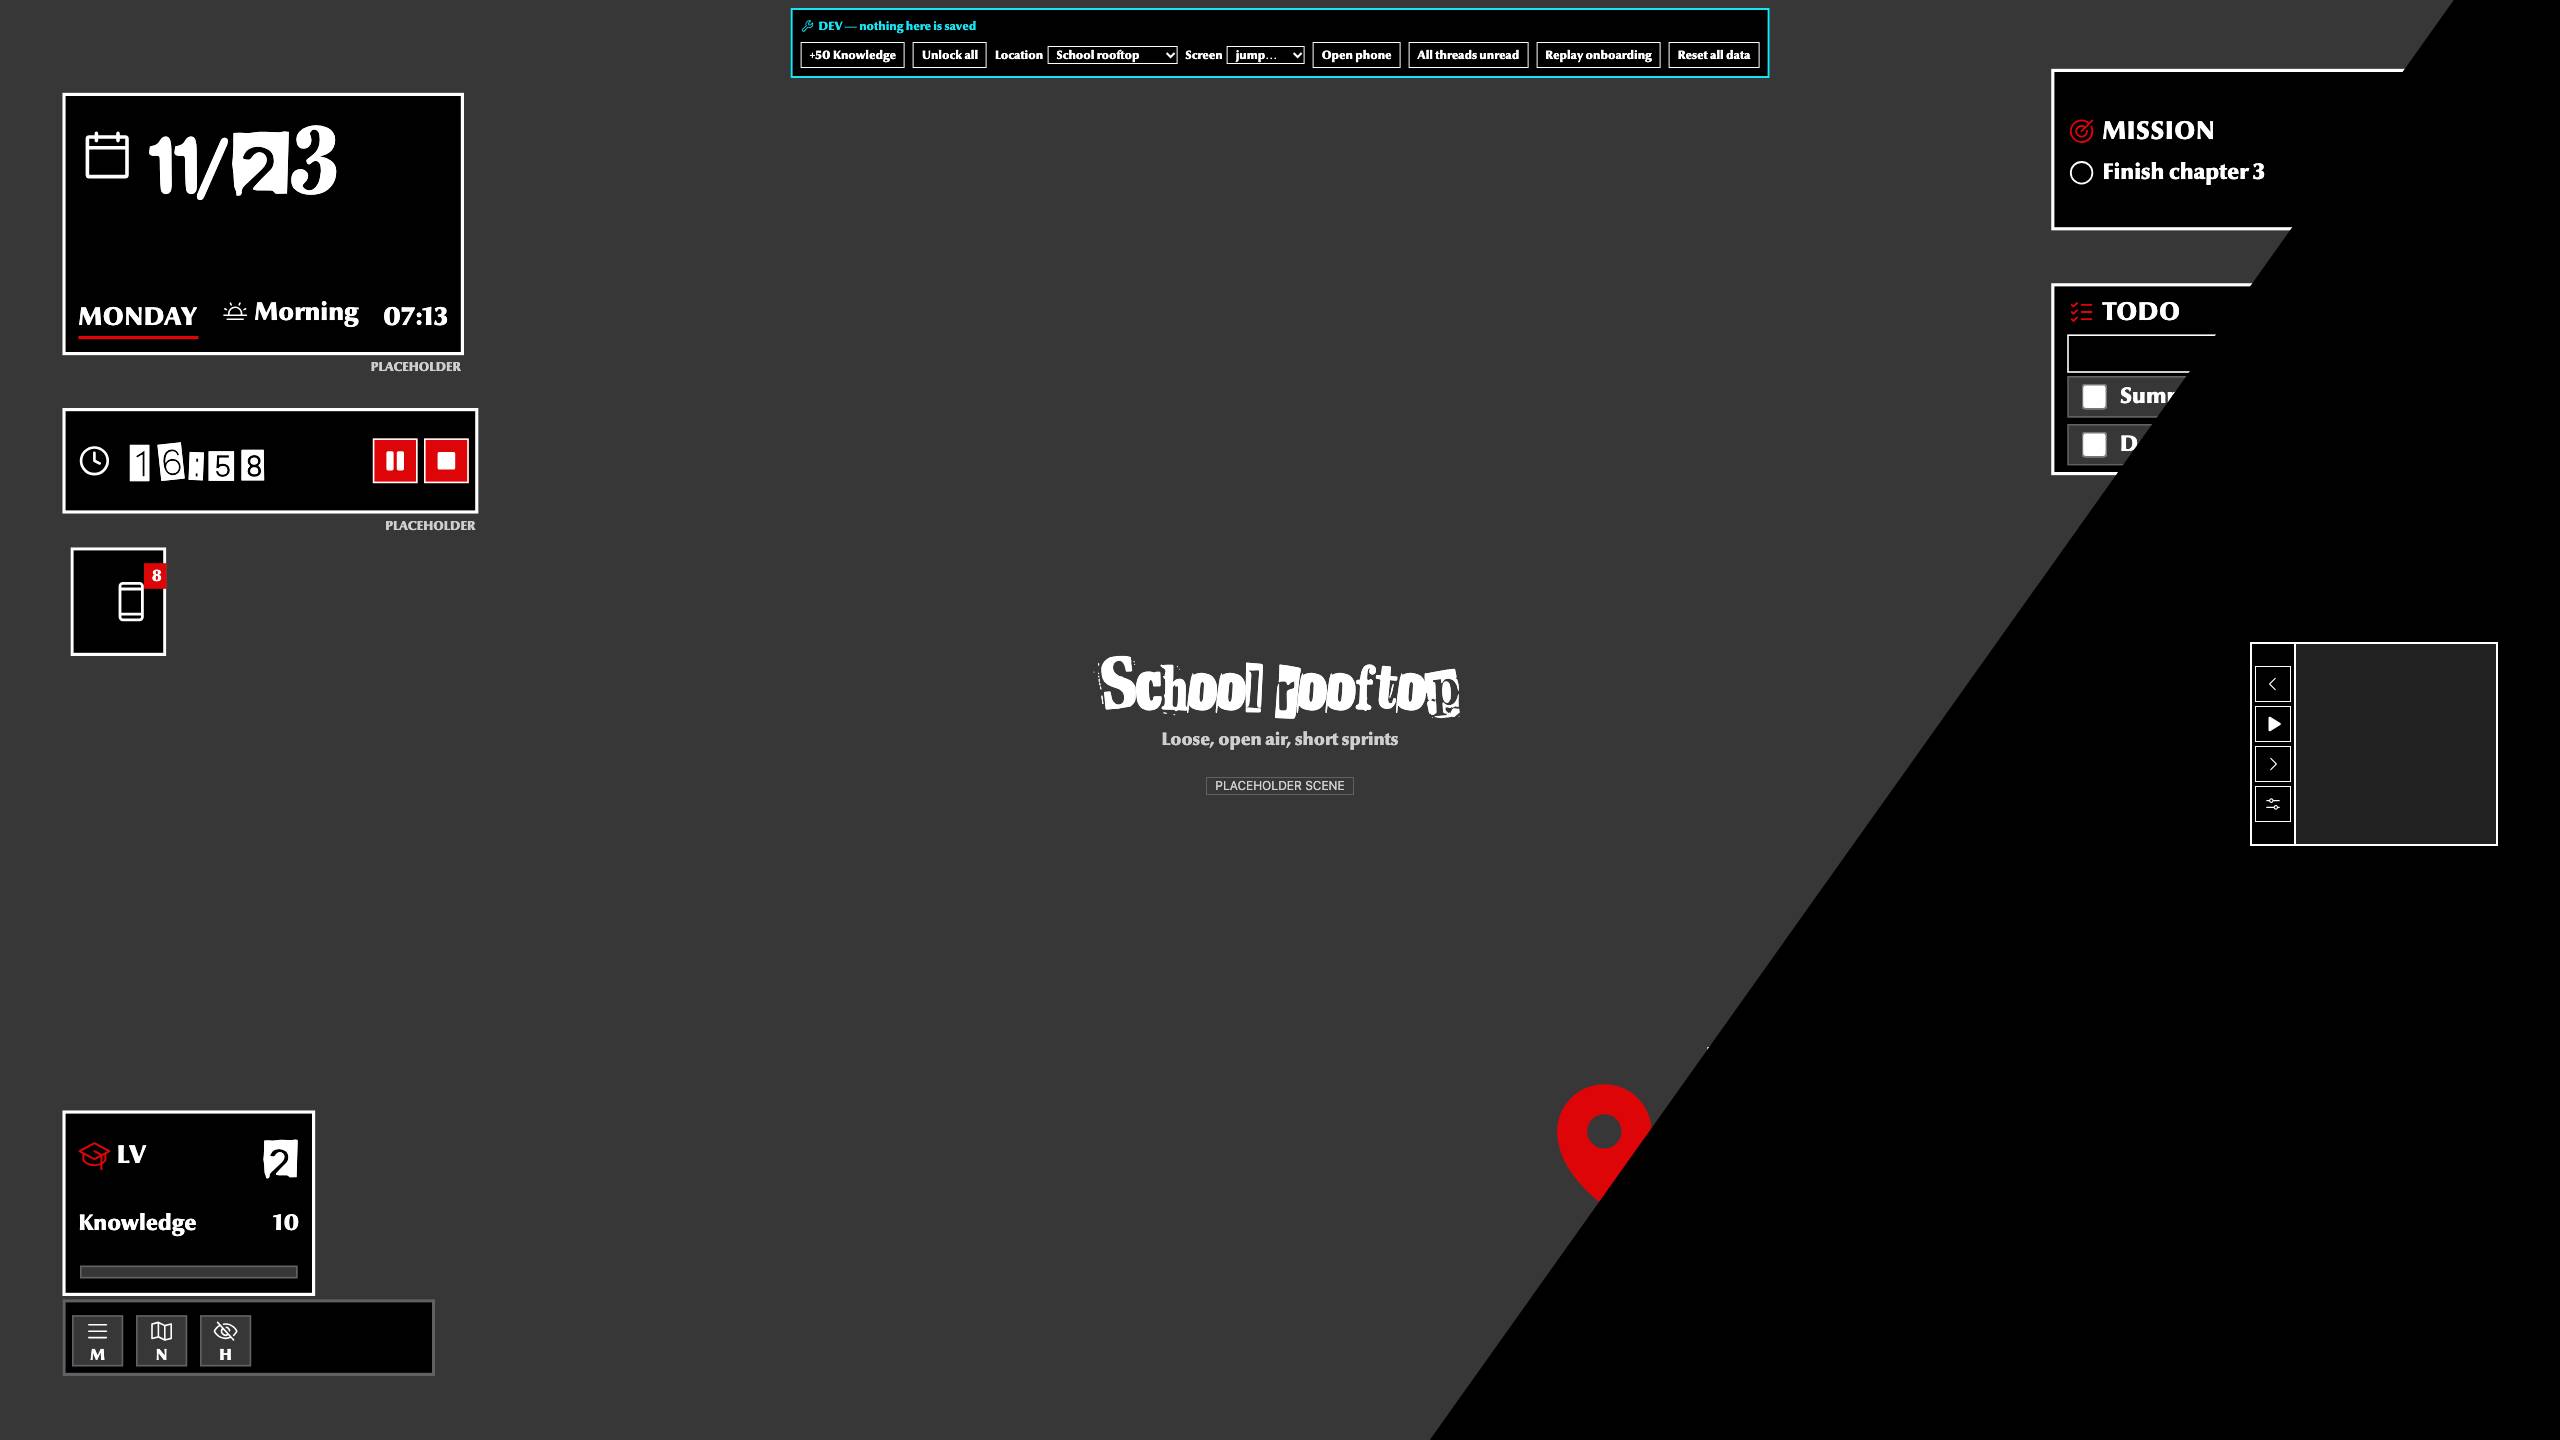 DEV — nothing here is saved
+50 Knowledge Unlock all Location School rooftop Screen jump... Open phone All threads unread Replay onboarding Reset all data
11/23
MONDAY Morning 07:13
PLACEHOLDER
16:58
PLACEHOLDER
8
MISSION
Finish chapter 3
TODO
School rooftop
Loose, open air, short sprints
PLACEHOLDER SCENE
LV 2
Knowledge 10
M N H